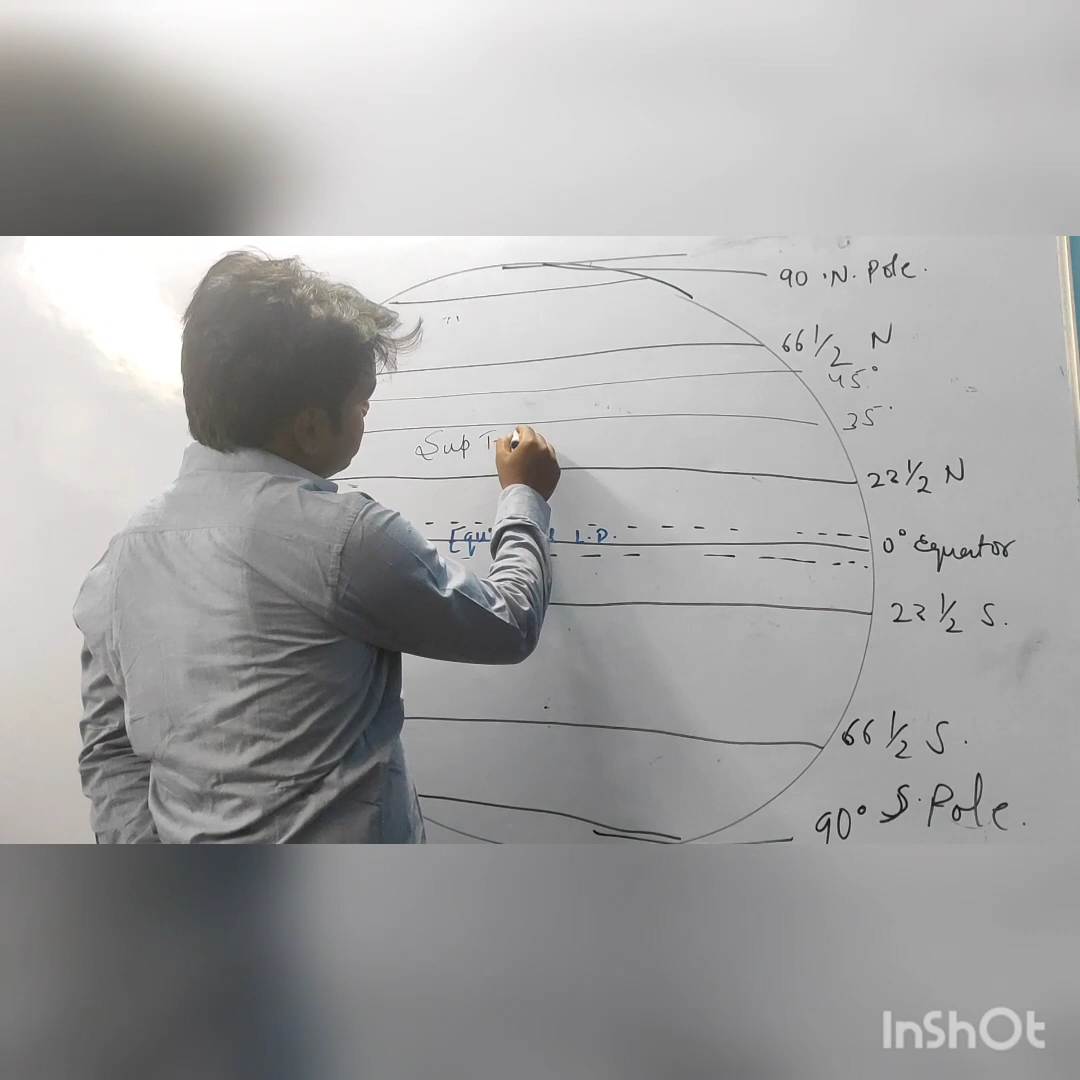 90 .N. Pole.
66 1/2 N
45°
35°
Sup T
22 1/2 N
L.P.
0° Equator
22 1/2 S.
66 1/2 S.
90° S. Pole.
InShOt